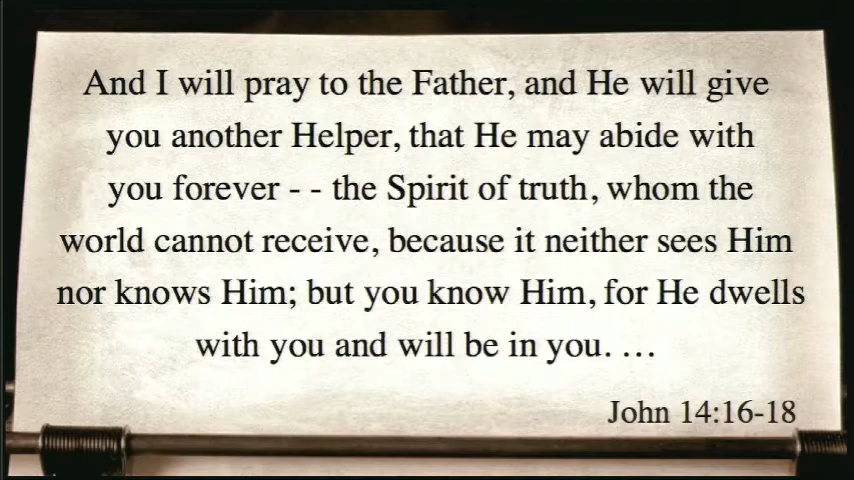 And I will pray to the Father, and He will give
you another Helper, that He may abide with
you forever - - the Spirit of truth, whom the
world cannot receive, because it neither sees Him
nor knows Him; but you know Him, for He dwells
with you and will be in you. …
John 14:16-18